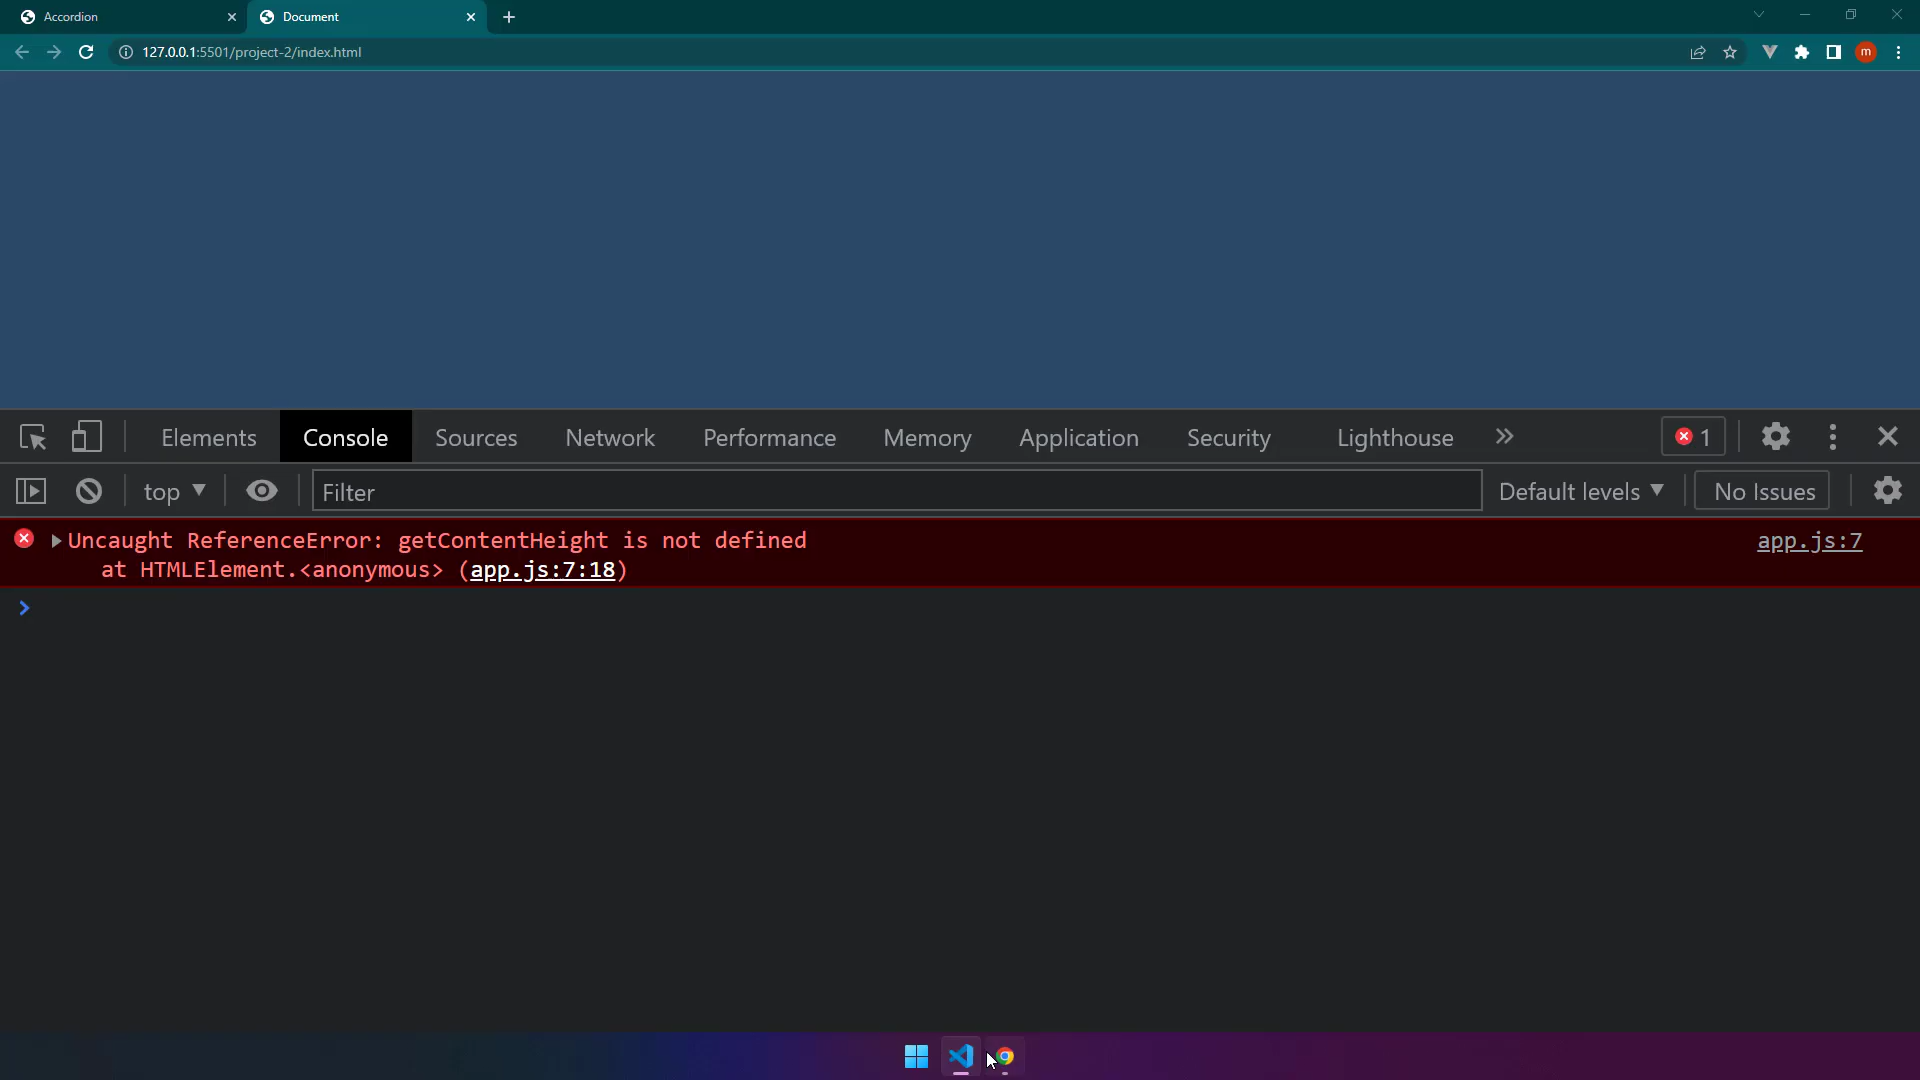 Accordion
Document
127.0.0.1:5501/project-2/index.html
m
Elements
Console
Sources
Network
Performance
Memory
Application
Security
Lighthouse
1
top
Filter
Default levels
No Issues
Uncaught ReferenceError: getContentHeight is not defined
app.js:7
at HTMLElement.<anonymous> (app.js:7:18)